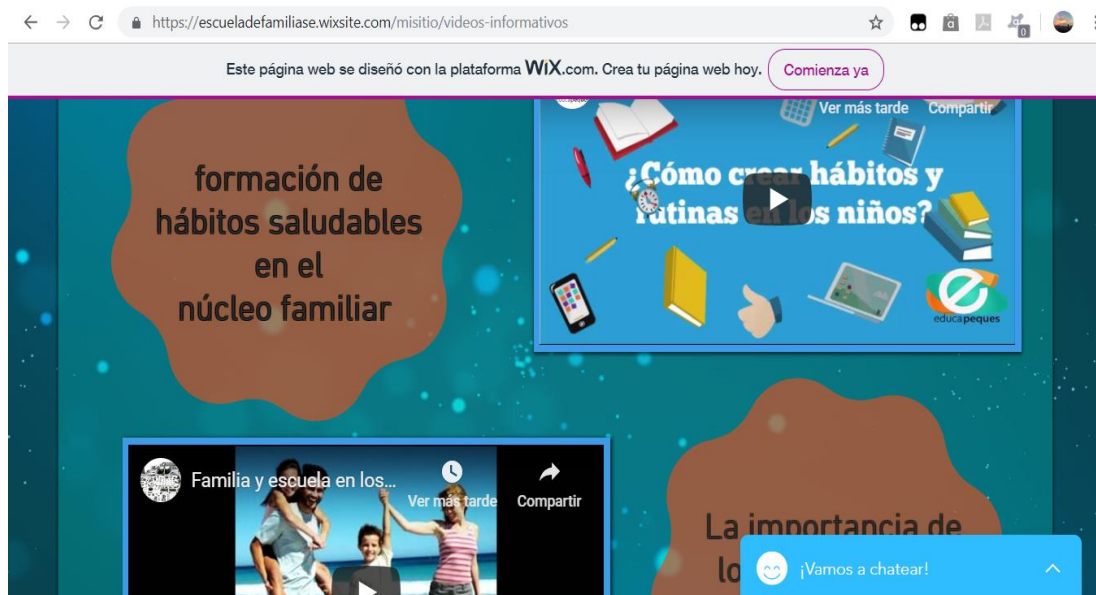 https://escueladefamiliase.wixsite.com/misitio/videos-informativos
0
Este página web se diseñó con la plataforma WiX.com. Crea tu página web hoy. Comienza ya
Ver más tarde Compartir
formación de
hábitos saludables
en el
núcleo familiar
¿Cómo crear hábitos y
rutinas en los niños?
educapeques
Familia y escuela en los...
Ver más tarde Compartir
La importancia de
lo
¡Vamos a chatear!